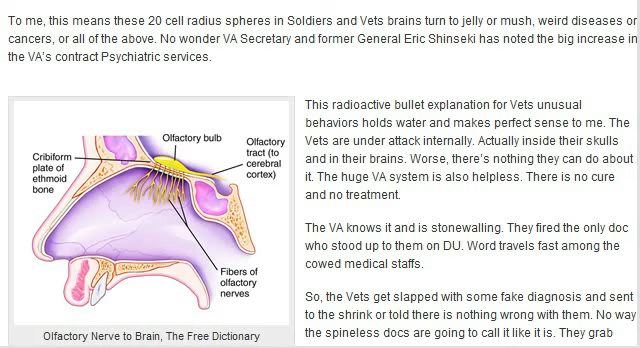 To me, this means these 20 cell radius spheres in Soldiers and Vets brains turn to jelly or mush, weird diseases or
cancers, or all of the above. No wonder VA Secretary and former General Eric Shinseki has noted the big increase in
the VA's contract Psychiatric services.
Olfactory bulb
Olfactory
tract (to
cerebral
cortex)
Cribiform
plate of
ethmoid
bone
Fibers of
olfactory
nerves
Olfactory Nerve to Brain, The Free Dictionary
This radioactive bullet explanation for Vets unusual
behaviors holds water and makes perfect sense to me. The
Vets are under attack internally. Actually inside their skulls
and in their brains. Worse, there's nothing they can do about
it. The huge VA system is also helpless. There is no cure
and no treatment.
The VA knows it and is stonewalling. They fired the only doc
who stood up to them on DU. Word travels fast among the
cowed medical staffs.
So, the Vets get slapped with some fake diagnosis and sent
to the shrink or told there is nothing wrong with them. No way
the spineless docs are going to call it like it is. They grab